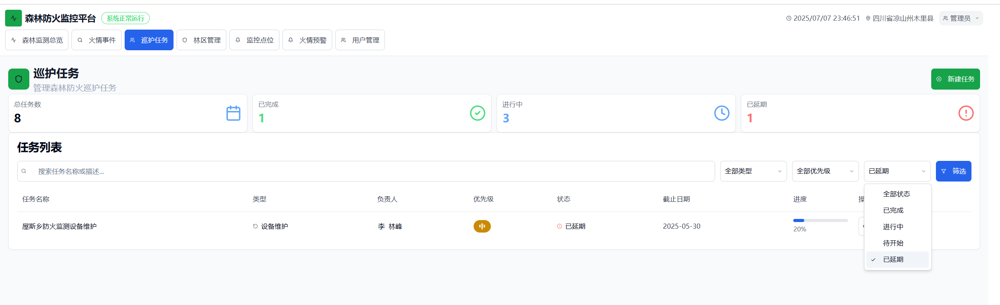 森林防火监控平台 系统正常运行 2025/07/07 23:46:51 四川省凉山州木里县 管理员
森林监测总览 火情事件 巡护任务 林区管理 监控点位 火情预警 用户管理
巡护任务
管理森林防火巡护任务
新建任务
总任务数 已完成 进行中 已延期
8 1 3 1
任务列表
搜索任务名称或描述... 全部类型 全部优先级 已延期 筛选
任务名称 类型 负责人 优先级 状态 截止日期 进度
屋斯乡防火监测设备维护 设备维护 李 林峰 中 已延期 2025-05-30 20%
全部状态
已完成
进行中
待开始
已延期